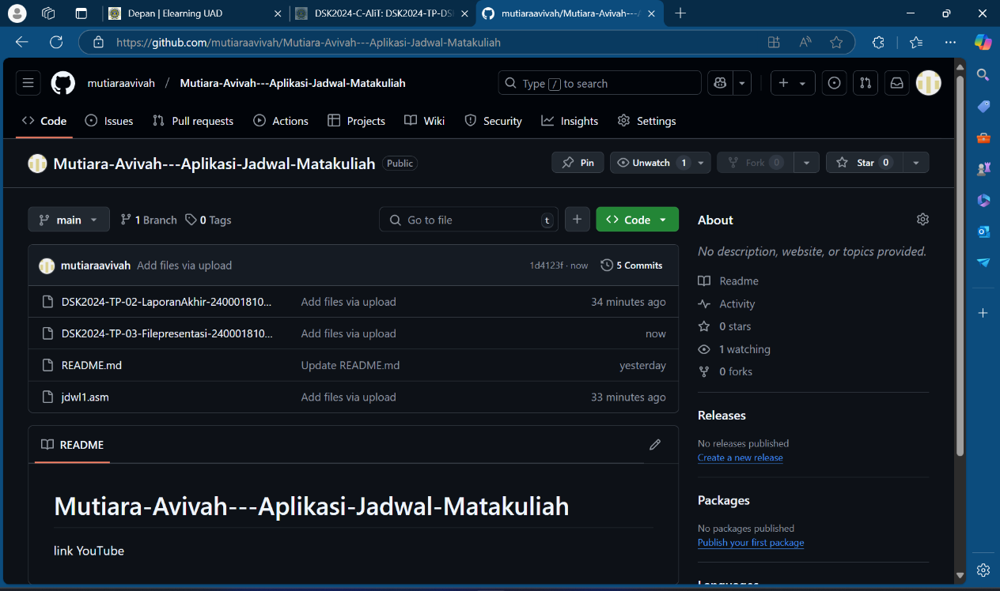 Depan | Elearning UAD
DSK2024-C-AliT: DSK2024-TP-DS
mutiaraavivah/Mutiara-Avivah---A
https://github.com/mutiaraavivah/Mutiara-Avivah---Aplikasi-Jadwal-Matakuliah
mutiaraavivah / Mutiara-Avivah---Aplikasi-Jadwal-Matakuliah
Type / to search
Code Issues Pull requests Actions Projects Wiki Security Insights Settings
Mutiara-Avivah---Aplikasi-Jadwal-Matakuliah Public
Pin Unwatch 1 Fork 0 Star 0
main 1 Branch 0 Tags Go to file t Code
mutiaraavivah Add files via upload 1d4123f · now 5 Commits
DSK2024-TP-02-LaporanAkhir-240001810... Add files via upload 34 minutes ago
DSK2024-TP-03-Filepresentasi-240001810... Add files via upload now
README.md Update README.md yesterday
jdwl1.asm Add files via upload 33 minutes ago
README
Mutiara-Avivah---Aplikasi-Jadwal-Matakuliah
link YouTube
About
No description, website, or topics provided.
Readme
Activity
0 stars
1 watching
0 forks
Releases
No releases published
Create a new release
Packages
No packages published
Publish your first package
Languages